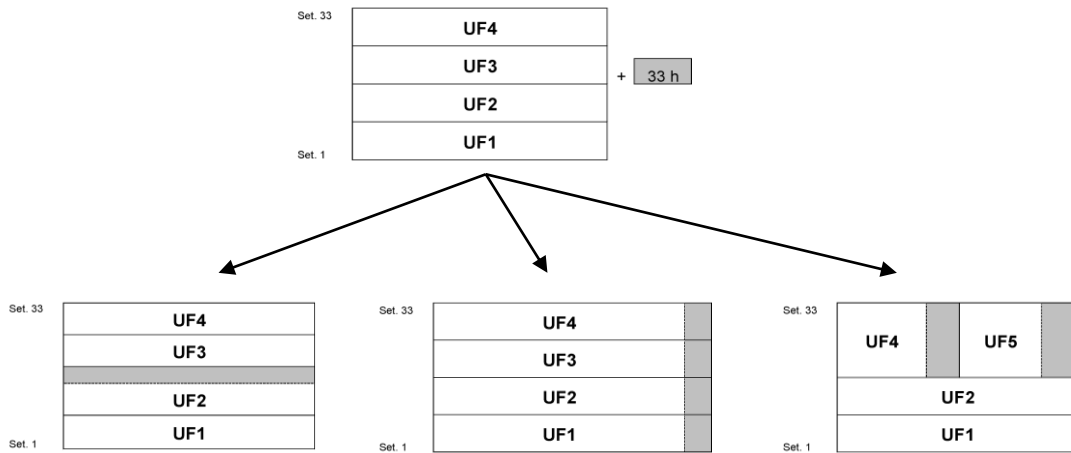 Set. 33
UF4
UF3
+ 33 h
UF2
UF1
Set. 1
Set. 33
UF4
UF3
UF2
UF1
Set. 1
Set. 33
UF4
UF3
UF2
UF1
Set. 1
Set. 33
UF4 UF5
UF2
UF1
Set. 1